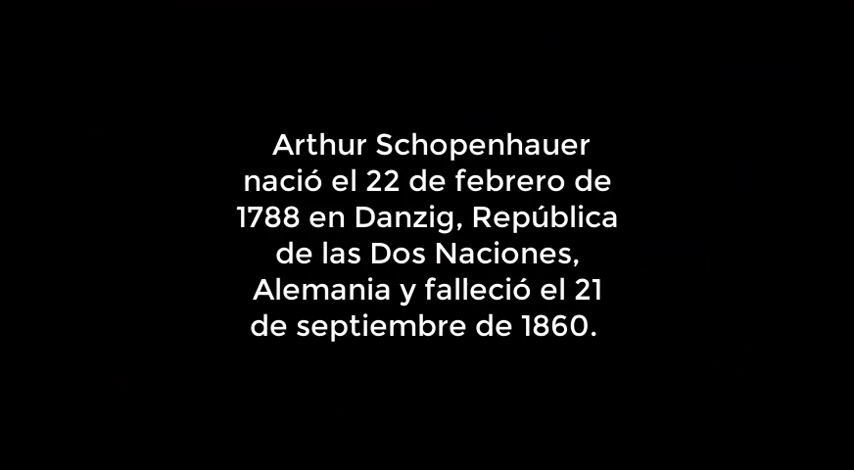 Arthur Schopenhauer
nació el 22 de febrero de
1788 en Danzig, República
de las Dos Naciones,
Alemania y falleció el 21
de septiembre de 1860.